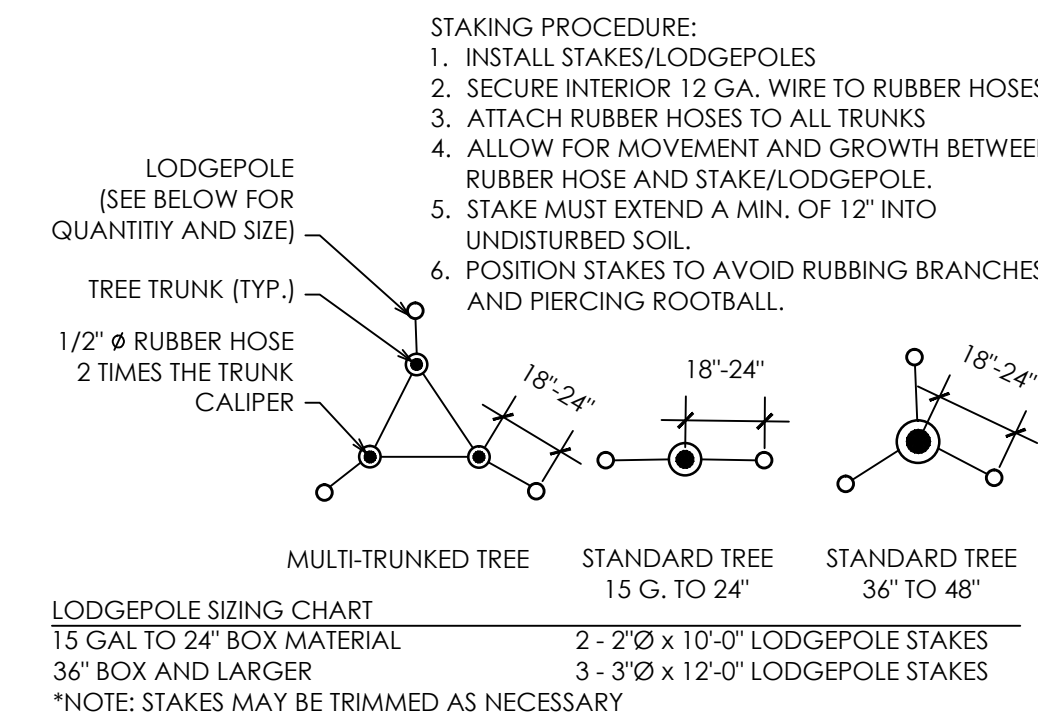 STAKING PROCEDURE:
1. INSTALL STAKES/LODGEPOLES
2. SECURE INTERIOR 12 GA. WIRE TO RUBBER HOSES
3. ATTACH RUBBER HOSES TO ALL TRUNKS
4. ALLOW FOR MOVEMENT AND GROWTH BETWEEN
RUBBER HOSE AND STAKE/LODGEPOLE.
5. STAKE MUST EXTEND A MIN. OF 12" INTO
UNDISTURBED SOIL.
6. POSITION STAKES TO AVOID RUBBING BRANCHES
AND PIERCING ROOTBALL.
LODGEPOLE
(SEE BELOW FOR
QUANTITIY AND SIZE)
TREE TRUNK (TYP.)
1/2" Ø RUBBER HOSE
2 TIMES THE TRUNK
CALIPER
18"-24"
18"-24"
18"-24"
MULTI-TRUNKED TREE
STANDARD TREE
15 G. TO 24"
STANDARD TREE
36" TO 48"
LODGEPOLE SIZING CHART
15 GAL TO 24" BOX MATERIAL 2 - 2"Ø x 10'-0" LODGEPOLE STAKES
36" BOX AND LARGER 3 - 3"Ø x 12'-0" LODGEPOLE STAKES
*NOTE: STAKES MAY BE TRIMMED AS NECESSARY